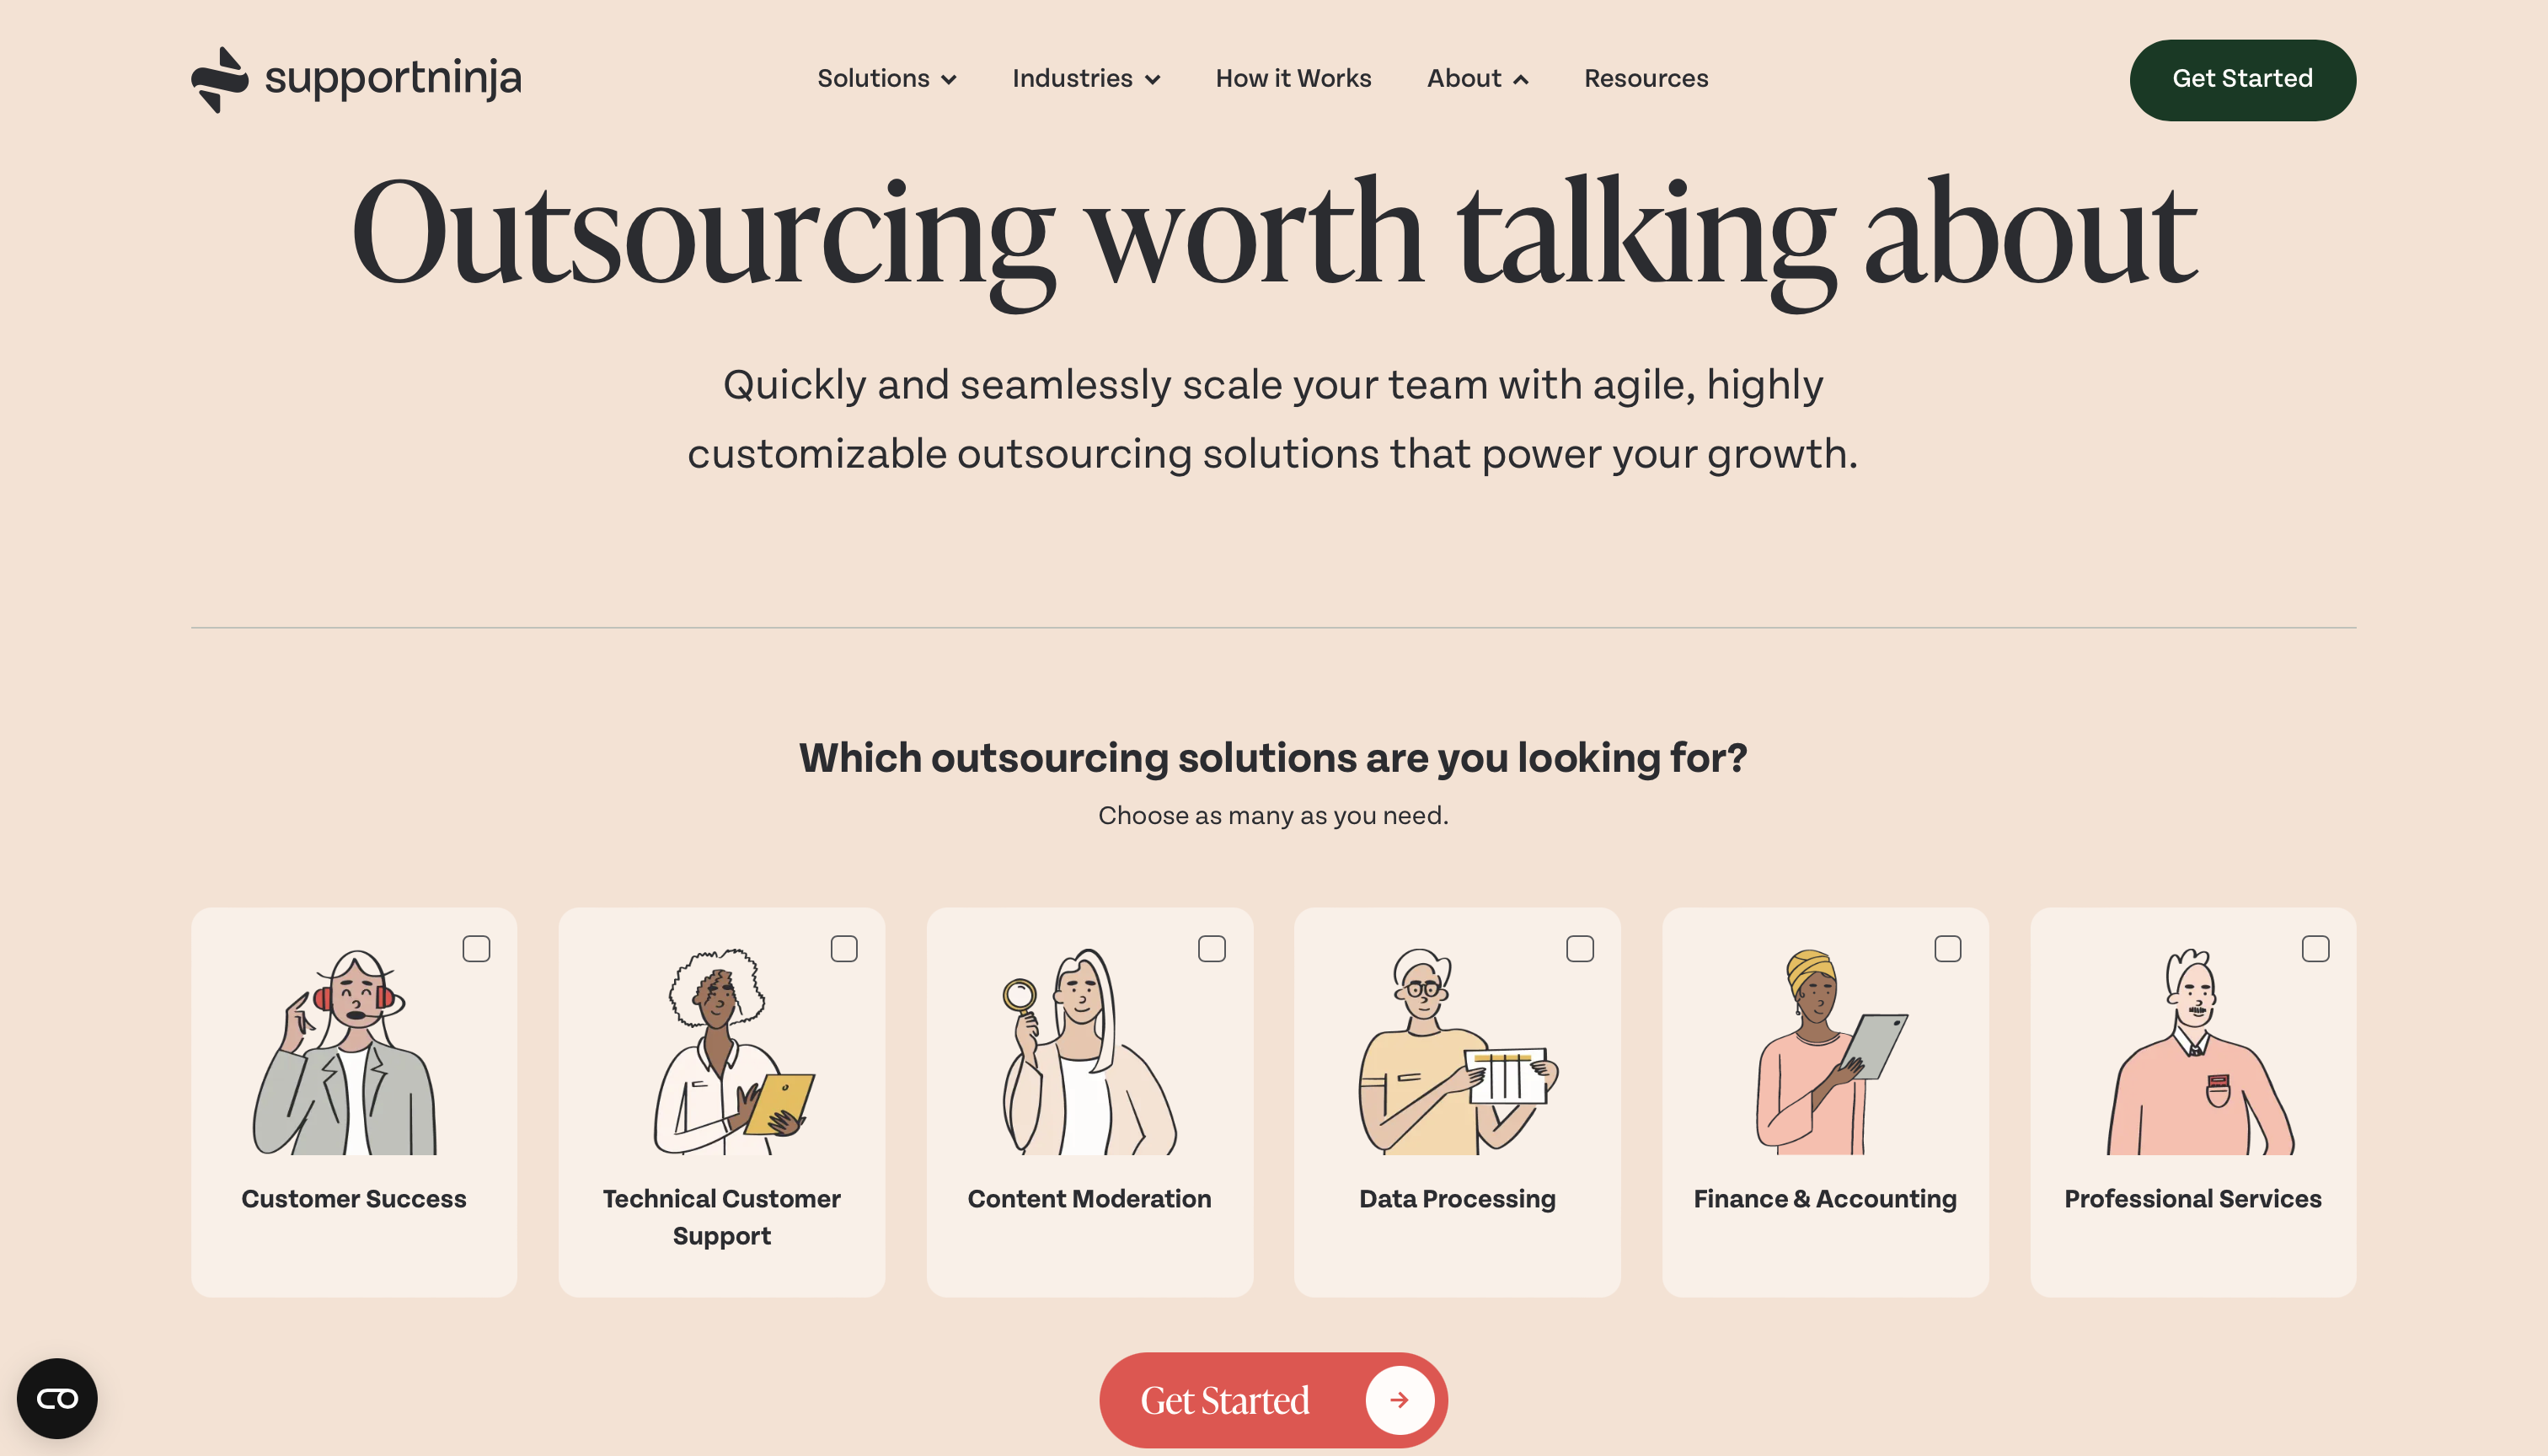 supportninja
Solutions
Industries
How it Works
About
Resources
Get Started
Outsourcing worth talking about
Quickly and seamlessly scale your team with agile, highly
customizable outsourcing solutions that power your growth.
Which outsourcing solutions are you looking for?
Choose as many as you need.
Customer Success
Technical Customer
Support
Content Moderation
Data Processing
Finance & Accounting
Professional Services
Get Started